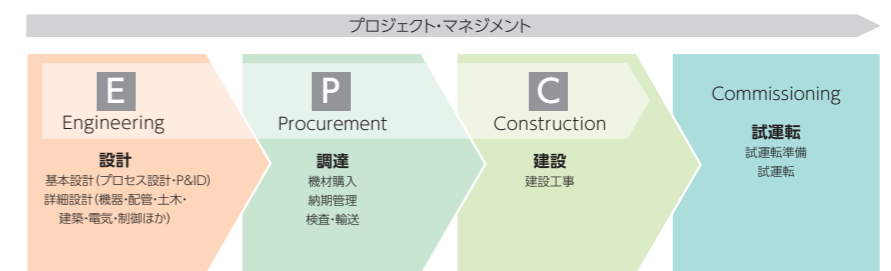 プロジェクト・マネジメント
E
Engineering
設計
基本設計(プロセス設計・P&ID)
詳細設計(機器・配管・土木・
建築・電気・制御ほか)
P
Procurement
調達
機材購入
納期管理
検査・輸送
C
Construction
建設
建設工事
Commissioning
試運転
試運転準備
試運転